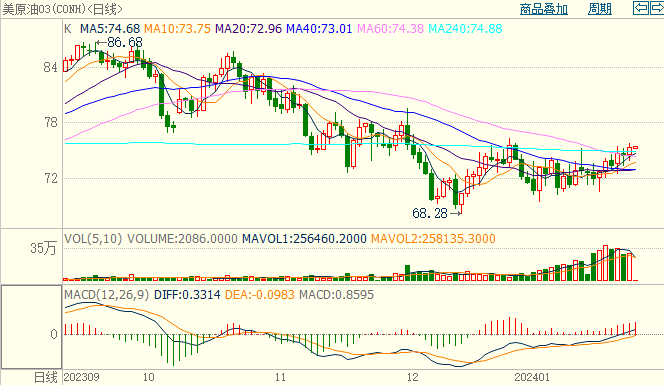 美原油03(CONH)<日线> 商品叠加 周期
K MA5:74.68 MA10:73.75 MA20:72.96 MA40:73.01 MA60:74.38 MA240:74.88
86.68
84
78
72
68.28
VOL(5,10) VOLUME:2086.0000 MAVOL1:256460.2000 MAVOL2:258135.3000
35万
MACD(12,26,9) DIFF:0.3314 DEA:-0.0983 MACD:0.8595
0
日线 202309 10 11 12 202401